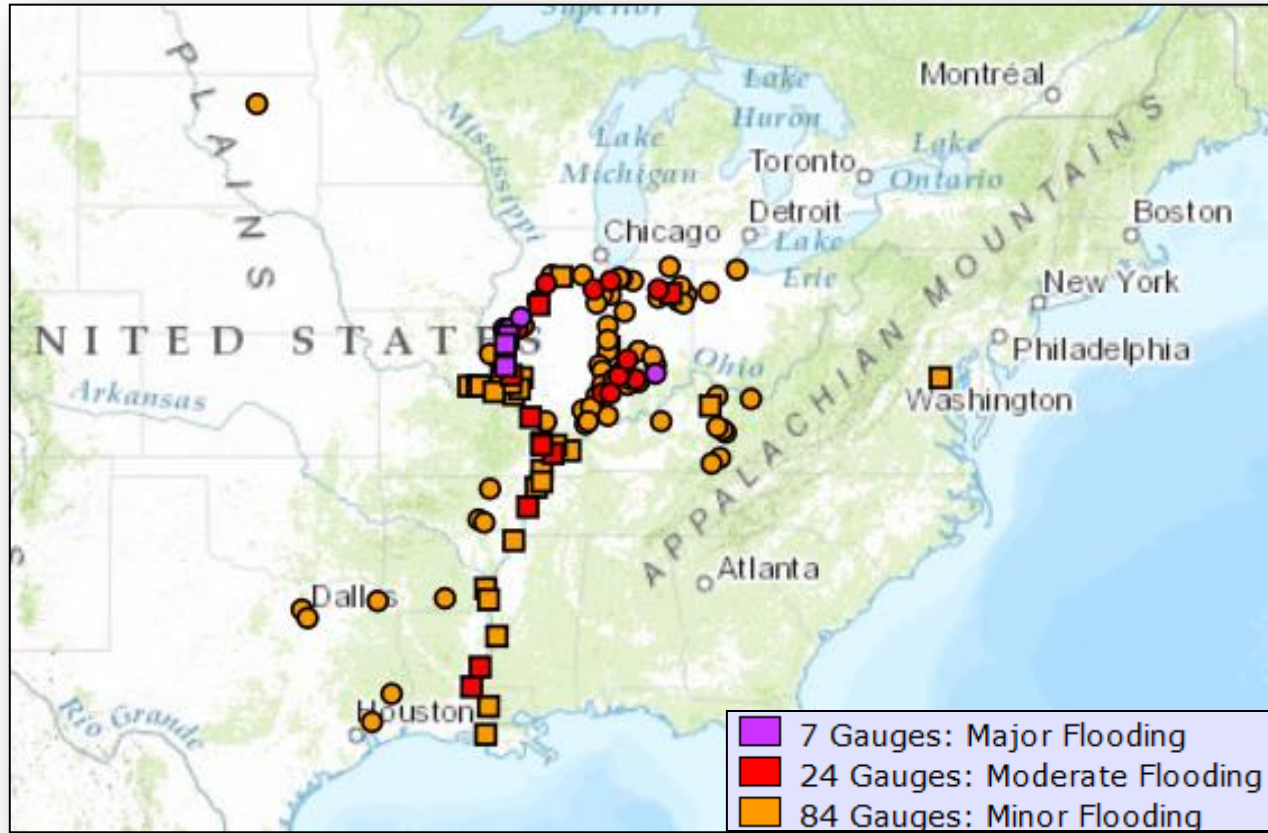 Superior
PLAINS
Montréal
Lake
Huron
Mississippi
Lake
Michigan
Toronto
Lake
Ontario
Detroit
Boston
Chicago
Lake
Erie
New York
UNITED STATES
Philadelphia
Ohio
Arkansas
Washington
APPALACHIAN MOUNTAINS
Atlanta
Dallas
Rio Grande
Houston
7 Gauges: Major Flooding
24 Gauges: Moderate Flooding
84 Gauges: Minor Flooding